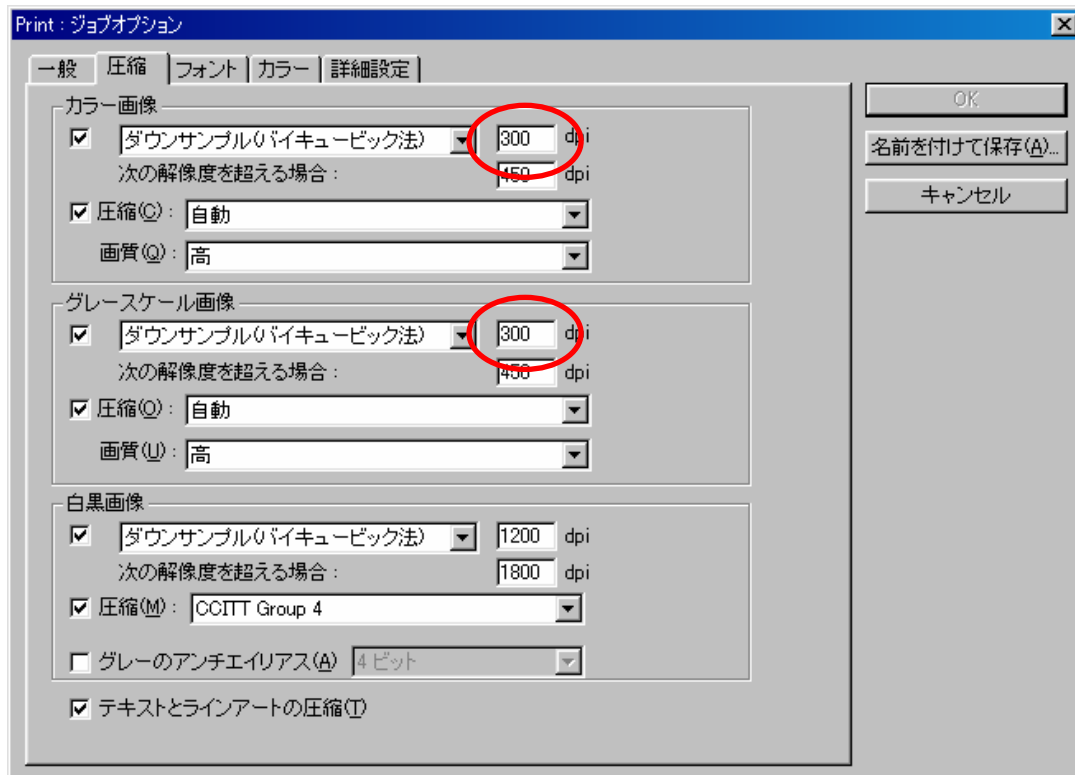 Print : ジョブオプション
一般 圧縮 フォント カラー 詳細設定
OK
名前を付けて保存(A)...
キャンセル
カラー画像
ダウンサンプル(バイキュービック法) 300 dpi
次の解像度を超える場合 : 450 dpi
圧縮(C) : 自動
画質(Q) : 高
グレースケール画像
ダウンサンプル(バイキュービック法) 300 dpi
次の解像度を超える場合 : 450 dpi
圧縮(O) : 自動
画質(U) : 高
白黒画像
ダウンサンプル(バイキュービック法) 1200 dpi
次の解像度を超える場合 : 1800 dpi
圧縮(M) : CCITT Group 4
グレーのアンチエイリアス(A) 4 ビット
テキストとラインアートの圧縮(T)